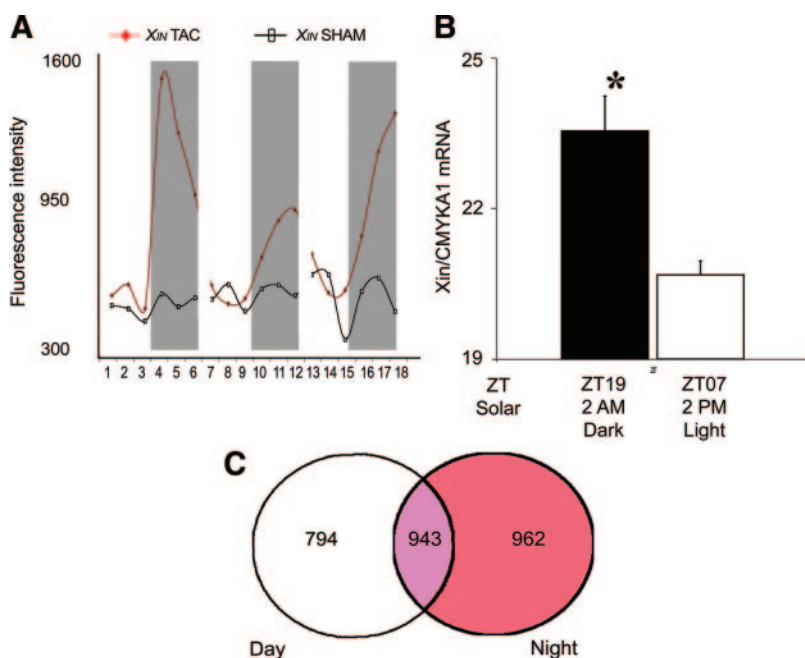 A
XIN TAC
XIN SHAM
Fluorescence intensity
1600
950
300
1 2 3 4 5 6 7 8 9 10 11 12 13 14 15 16 17 18
B
*
Xin/CMYKA1 mRNA
25
22
19
ZT ZT19 ZT07
Solar 2 AM 2 PM
Dark Light
C
794 943 962
Day Night